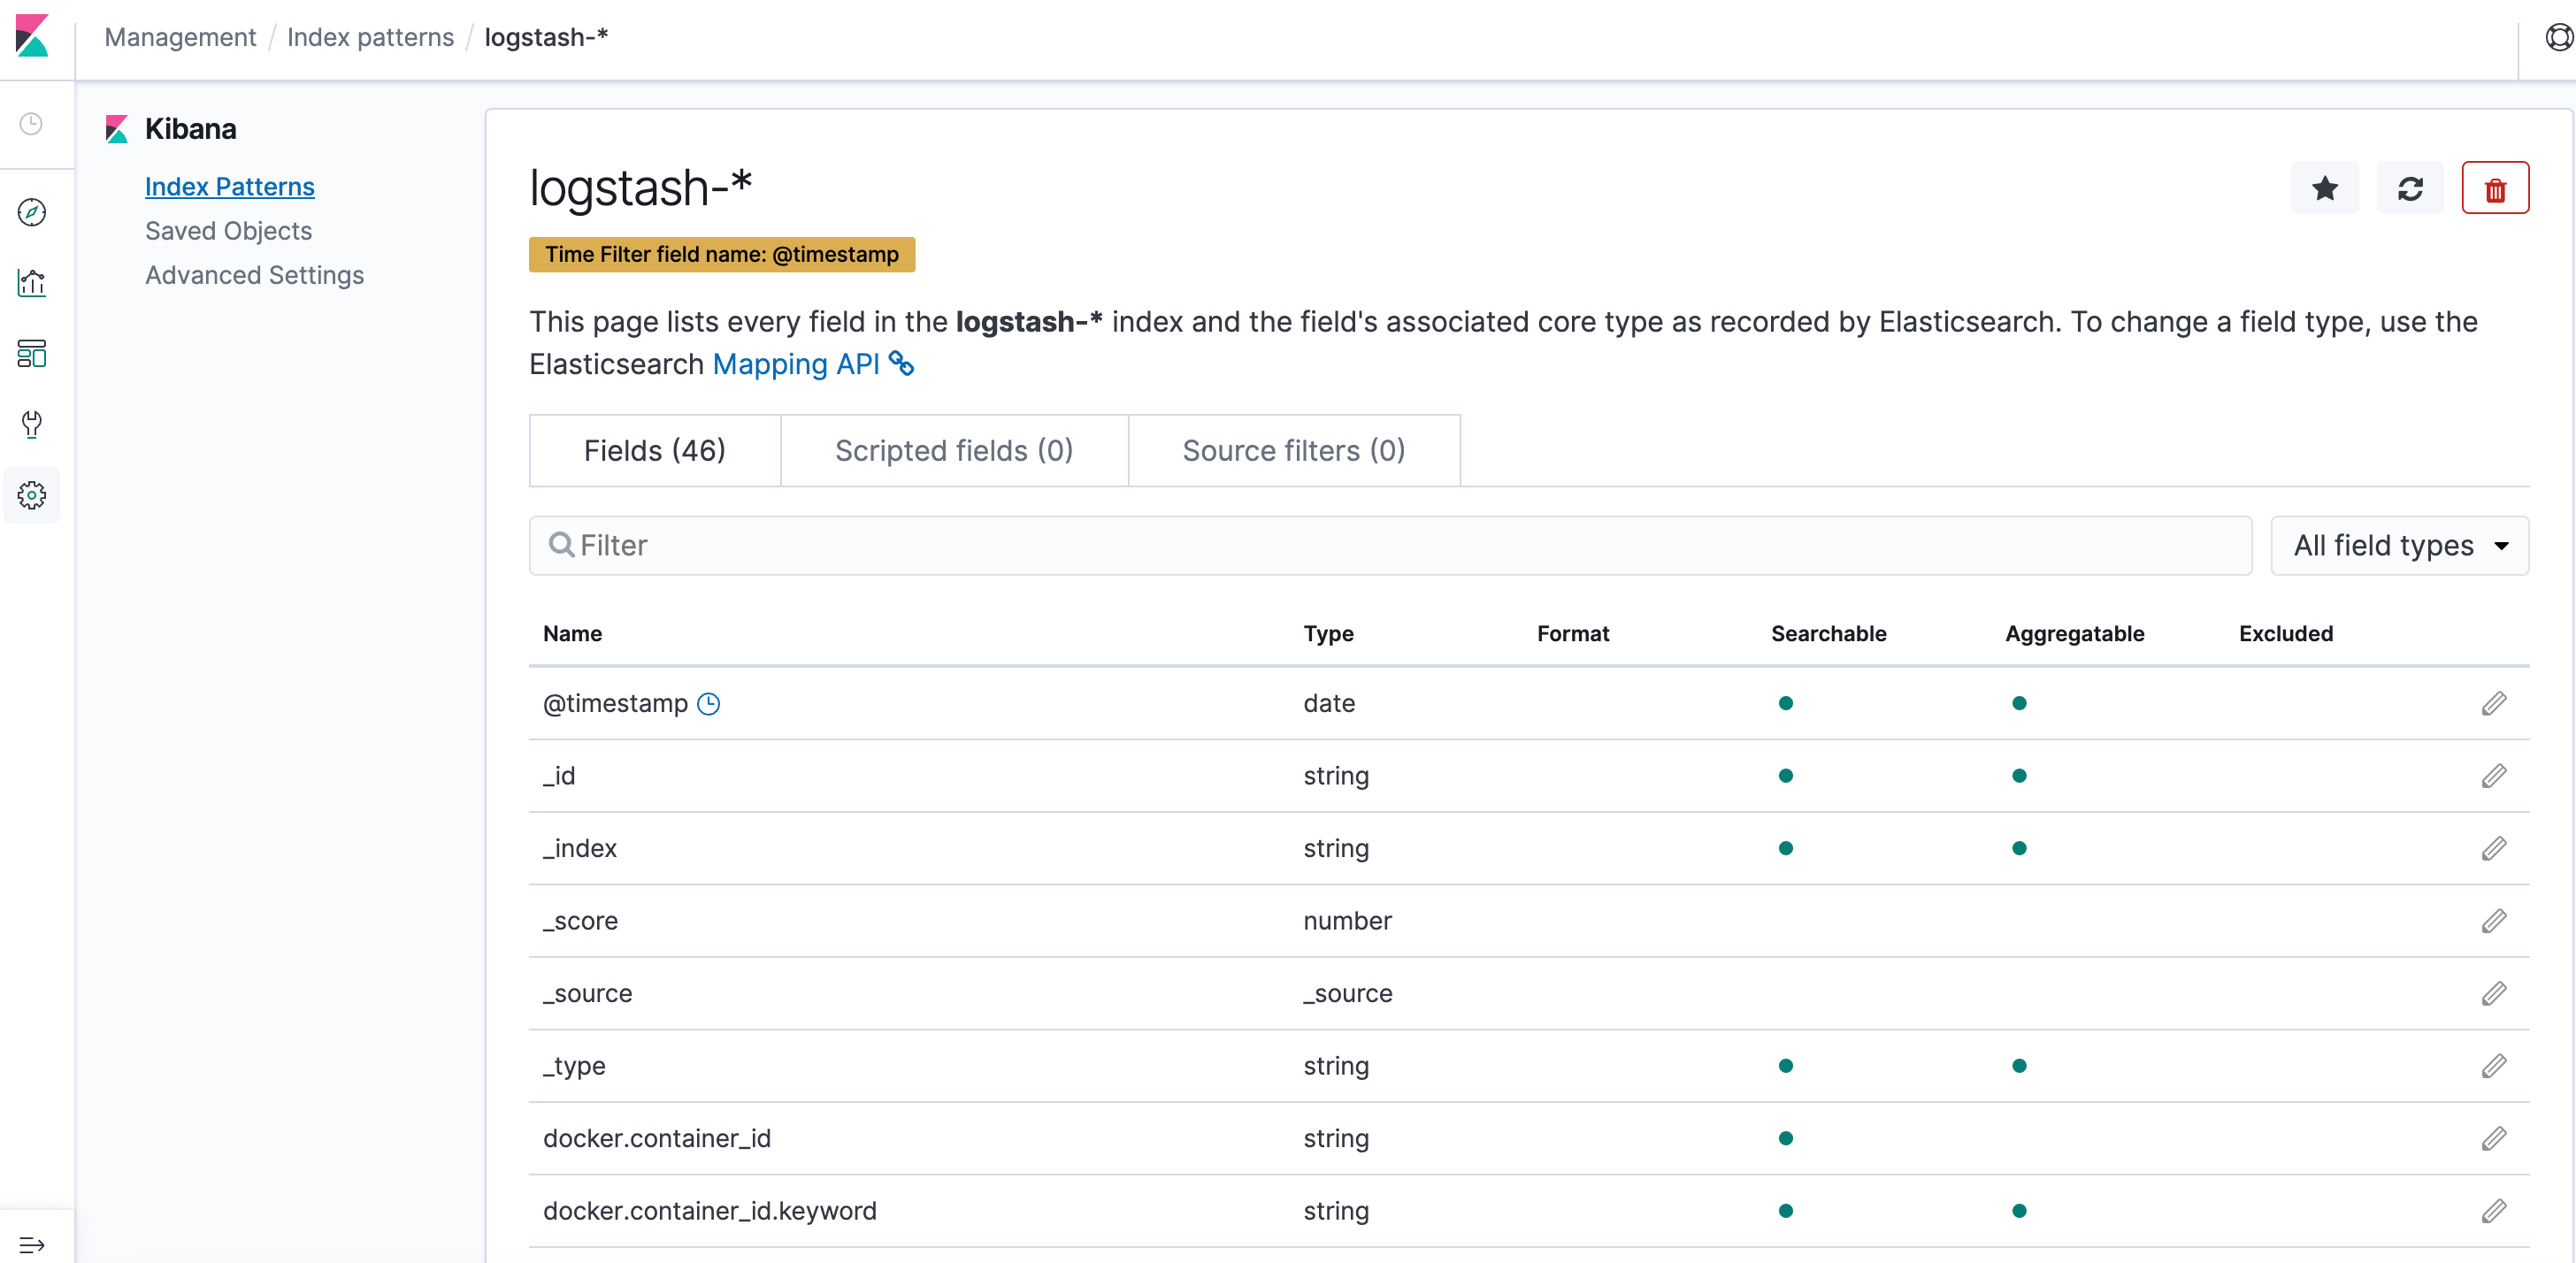 Management / Index patterns / logstash-*
Kibana
Index Patterns
Saved Objects
Advanced Settings
logstash-*
Time Filter field name: @timestamp
This page lists every field in the logstash-* index and the field's associated core type as recorded by Elasticsearch. To change a field type, use the
Elasticsearch Mapping API
Fields (46) Scripted fields (0) Source filters (0)
Filter All field types
Name Type Format Searchable Aggregatable Excluded
@timestamp date
_id string
_index string
_score number
_source _source
_type string
docker.container_id string
docker.container_id.keyword string